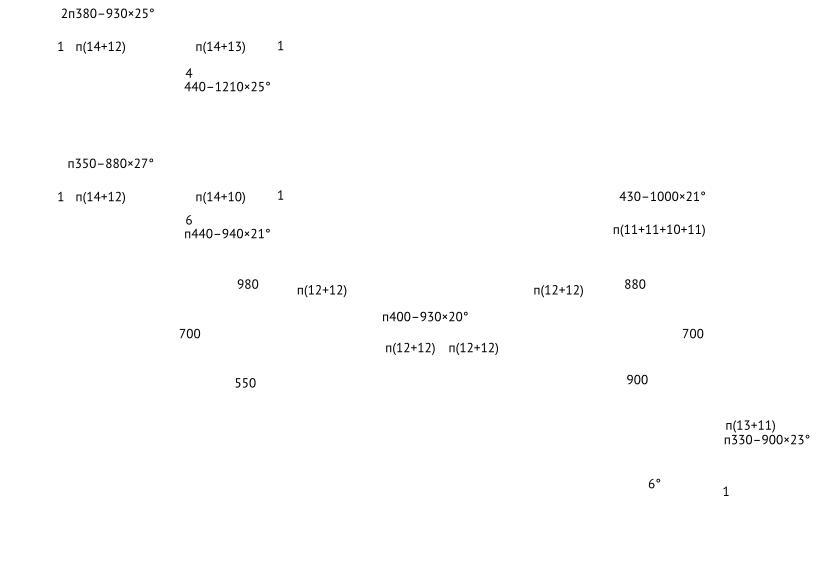 2п380–930×25°
1 п(14+12) п(14+13) 1
4
440–1210×25°
п350–880×27°
1 п(14+12) п(14+10) 1
6
п440–940×21°
430–1000×21°
п(11+11+10+11)
980 п(12+12) п(12+12) 880
п400–930×20°
700 700
п(12+12) п(12+12)
550 900
п(13+11)
п330–900×23°
6° 1